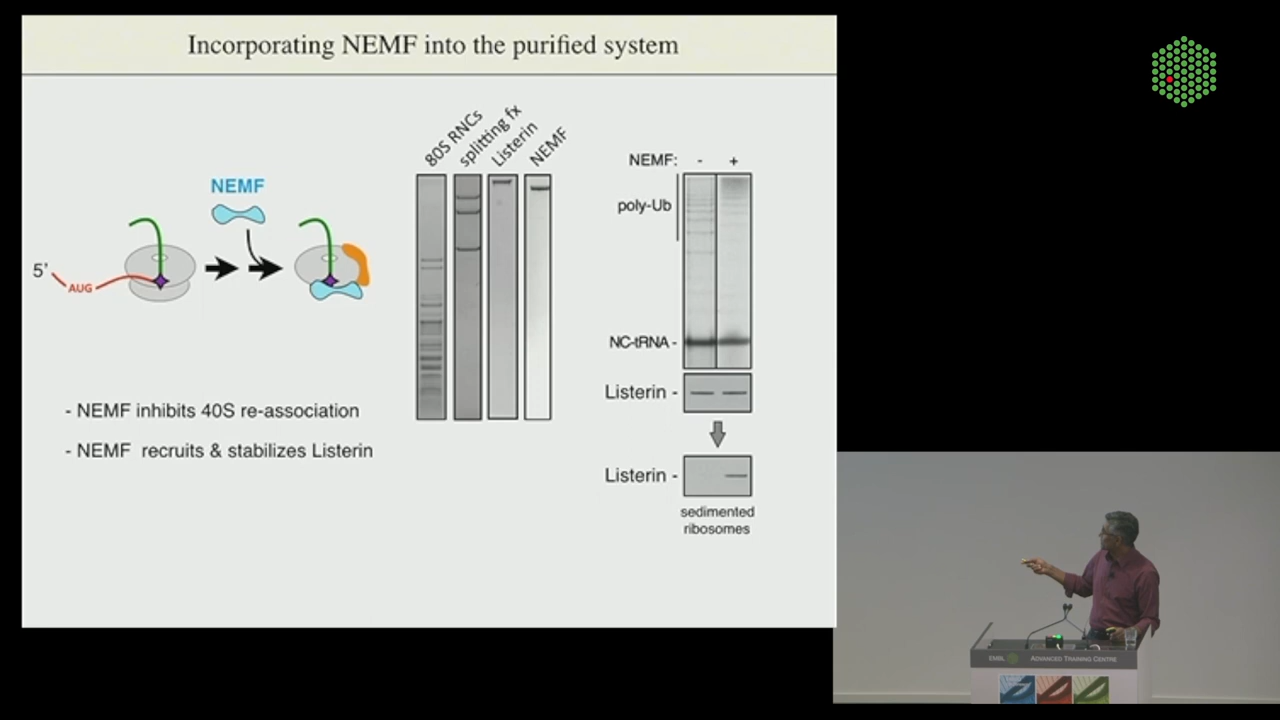 Incorporating NEMF into the purified system
NEMF
5’
AUG
80S RNCs
splitting fx
Listerin
NEMF
NEMF: - +
poly-Ub
NC-tRNA -
Listerin -
Listerin -
sedimented
ribosomes
- NEMF inhibits 40S re-association
- NEMF recruits & stabilizes Listerin
EMBL ADVANCED TRAINING CENTRE